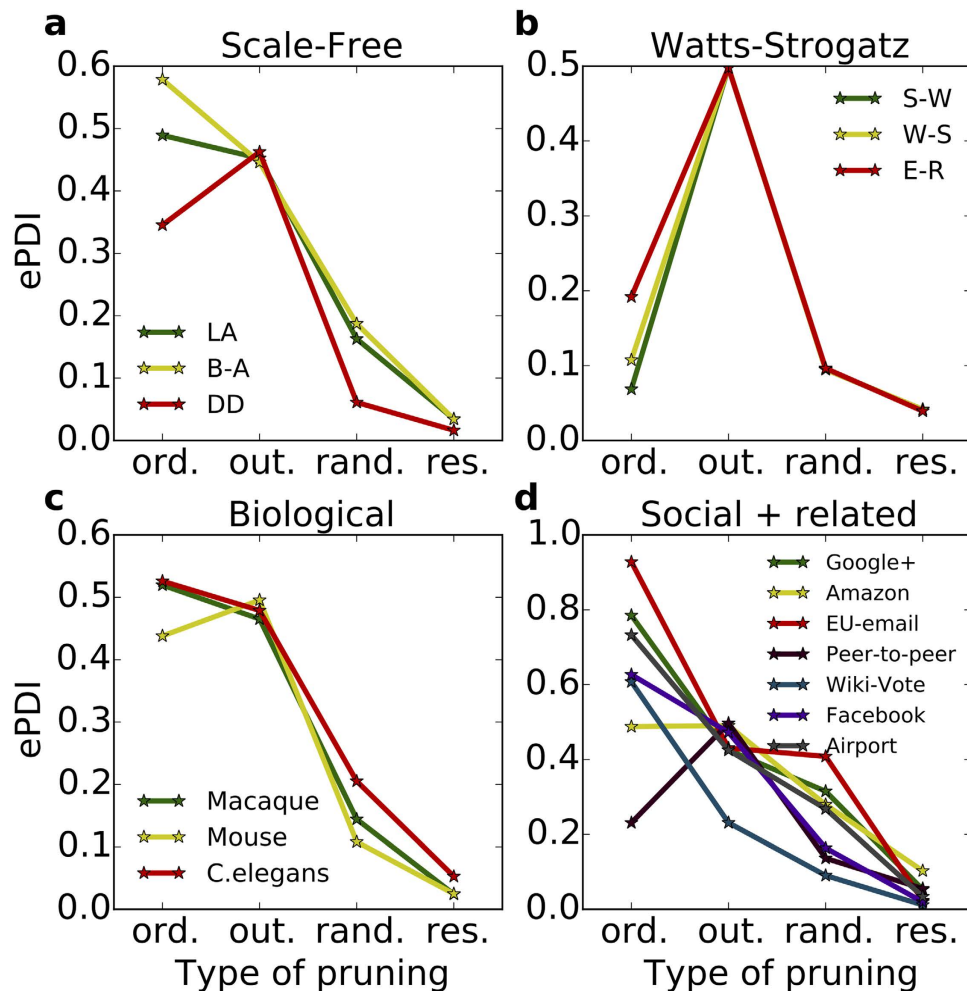 a
Scale-Free
0.6
0.5
0.4
0.3
0.2
0.1
0.0
ePDI
LA
B-A
DD
ord. out. rand. res.
b
Watts-Strogatz
0.5
0.4
0.3
0.2
0.1
0.0
S-W
W-S
E-R
ord. out. rand. res.
c
Biological
0.6
0.5
0.4
0.3
0.2
0.1
0.0
ePDI
Macaque
Mouse
C.elegans
ord. out. rand. res.
Type of pruning
d
Social + related
1.0
0.8
0.6
0.4
0.2
0.0
Google+
Amazon
EU-email
Peer-to-peer
Wiki-Vote
Facebook
Airport
ord. out. rand. res.
Type of pruning